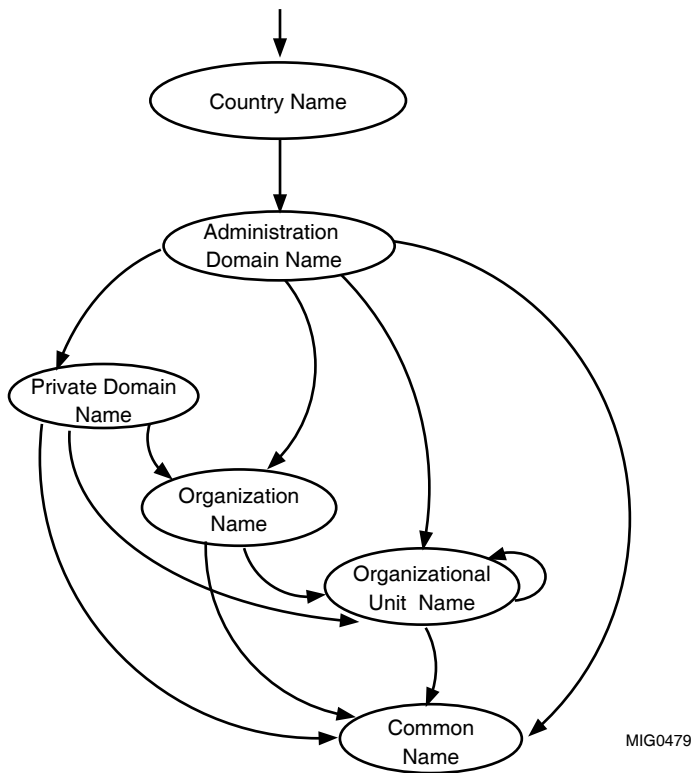 Country Name
Administration
Domain Name
Private Domain
Name
Organization
Name
Organizational
Unit Name
Common
Name
MIG0479